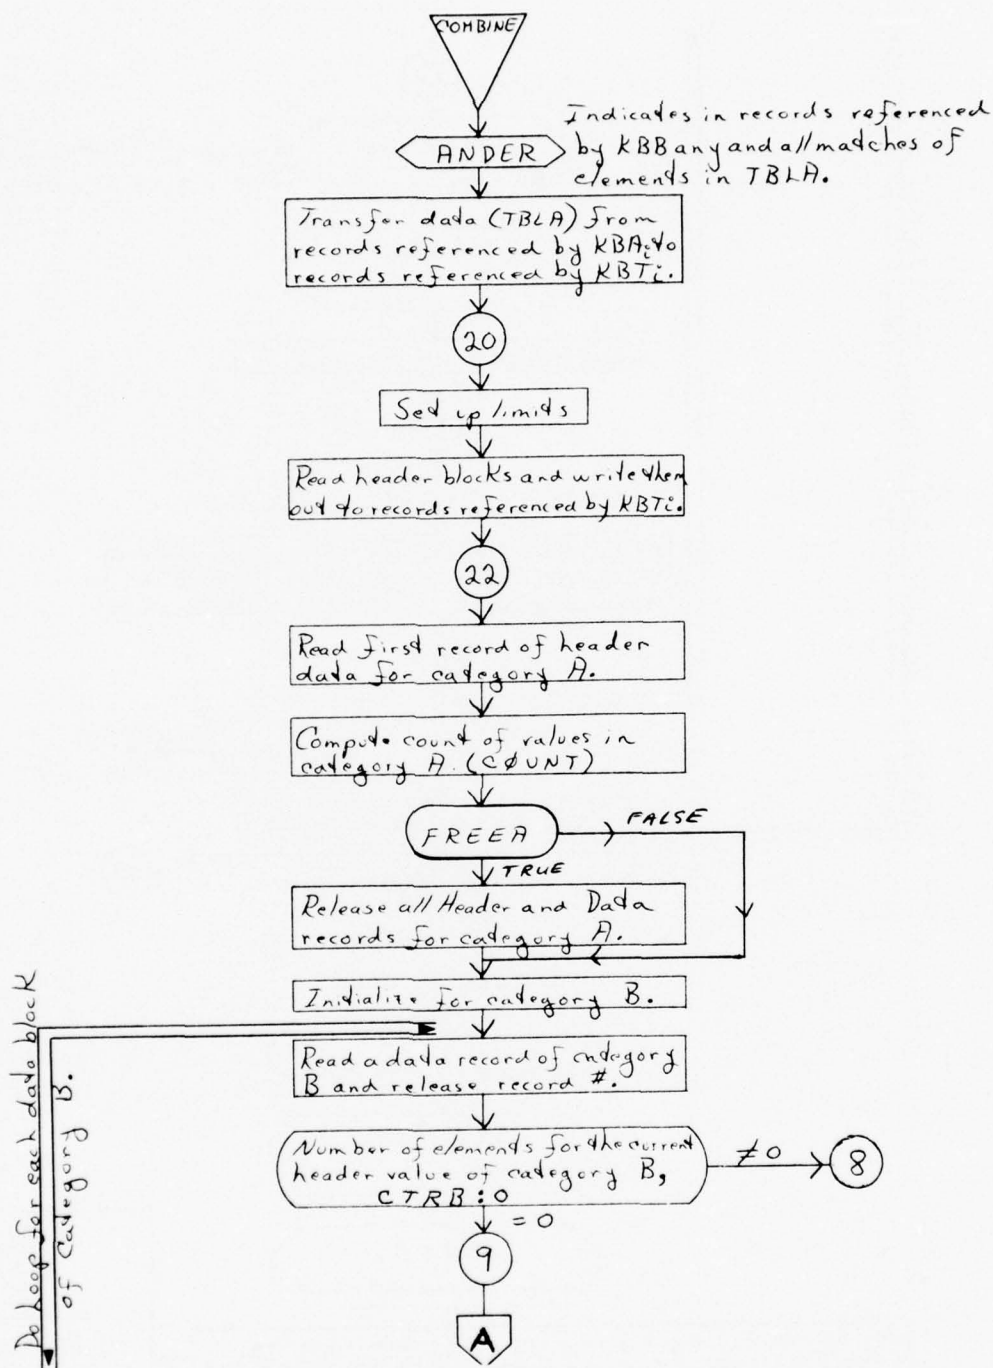 COMBINE
Indicates in records referenced
by KBB any and all matches of
elements in TBLA.
ANDER
Transfer data (TBLA) from
records referenced by KBAi to
records referenced by KBTi.
20
Set up limits
Read header blocks and write them
out to records referenced by KBTi.
22
Read first record of header
data for category A.
Compute count of values in
category A. (CØUNT)
FREEA
FALSE
TRUE
Release all Header and Data
records for category A.
Initialize for category B.
Do loop for each data block
of Category B.
Read a data record of category
B and release record #.
Number of elements for the current
header value of category B,
CTRB : 0
≠ 0
8
= 0
9
A